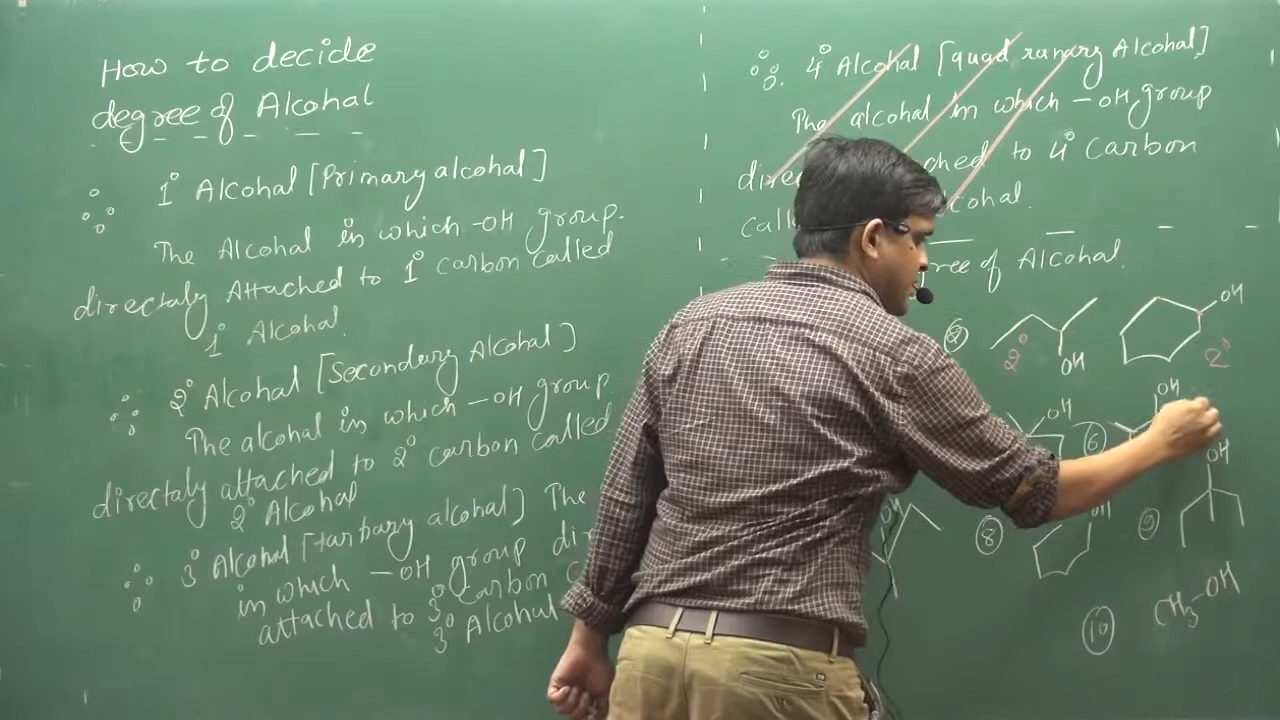 How to decide
degree of Alcohal
1° Alcohal [Primary alcohal]
The Alcohal in which -OH group.
directaly Attached to 1° carbon called
1° Alcohal.
2° Alcohal [Secondary Alcohal]
The alcohal in which -OH group
directaly attached to 2° carbon called
2° Alcohal
3° Alcohal [tartiary alcohal] The
in which -OH group
attached to 3° Carbon
3° Alcohal
4° Alcohal [quadranary Alcohal]
The alcohal in which -OH group
to 4° Carbon
of Alcohal.
OH
2°
OH
2°
OH
6
OH
OH
OH
8
OH
9
10 CH3-OH